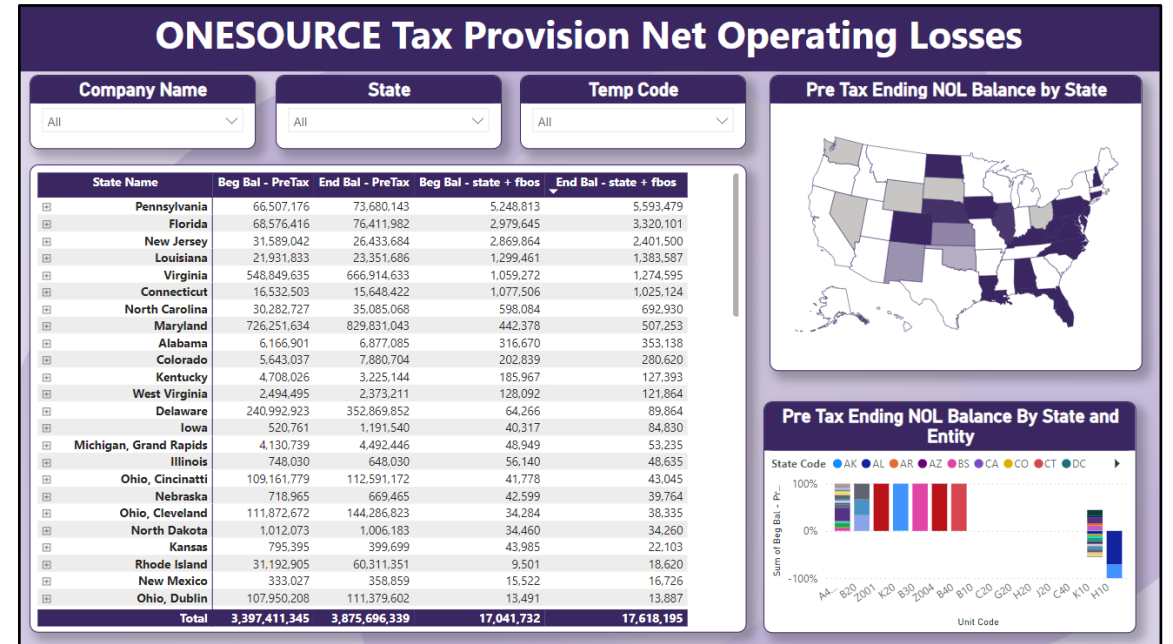 ONESOURCE Tax Provision Net Operating Losses
Company Name State Temp Code Pre Tax Ending NOL Balance by State
All All All
State Name Beg Bal - PreTax End Bal - PreTax Beg Bal - state + fbos End Bal - state + fbos
Pennsylvania 66,507,176 73,680,143 5,248,813 5,593,479
Florida 68,576,416 76,411,982 2,979,645 3,320,101
New Jersey 31,589,042 26,433,684 2,869,864 2,401,500
Louisiana 21,931,833 23,351,686 1,299,461 1,383,587
Virginia 548,849,635 666,914,633 1,059,272 1,274,595
Connecticut 16,532,503 15,648,422 1,077,506 1,025,124
North Carolina 30,282,727 35,085,068 598,084 692,930
Maryland 726,251,634 829,831,043 442,378 507,253
Alabama 6,166,901 6,877,085 316,670 353,138
Colorado 5,643,037 7,880,704 202,839 280,620
Kentucky 4,708,026 3,225,144 185,967 127,393
West Virginia 2,494,495 2,373,211 128,092 121,864
Delaware 240,992,923 352,869,852 64,266 89,864
Iowa 520,761 1,191,540 40,317 84,830
Michigan, Grand Rapids 4,130,739 4,492,446 48,949 53,235
Illinois 748,030 648,030 56,140 48,635
Ohio, Cincinatti 109,161,779 112,591,172 41,778 43,045
Nebraska 718,965 669,465 42,599 39,764
Ohio, Cleveland 111,872,672 144,286,823 34,284 38,335
North Dakota 1,012,073 1,006,183 34,460 34,260
Kansas 795,395 399,699 43,985 22,103
Rhode Island 31,192,905 60,311,351 9,501 18,620
New Mexico 333,027 358,859 15,522 16,726
Ohio, Dublin 107,950,208 111,379,602 13,491 13,887
Total 3,397,411,345 3,875,696,339 17,041,732 17,618,195
Pre Tax Ending NOL Balance By State and
Entity
State Code AK AL AR AZ BS CA CO CT DC
Sum of Beg Bal - Pr...
100%
0%
-100%
A4... B20 Z001 K20 B30 Z004 B40 B10 C20 G20 H20 J20 C40 K10 H10
Unit Code